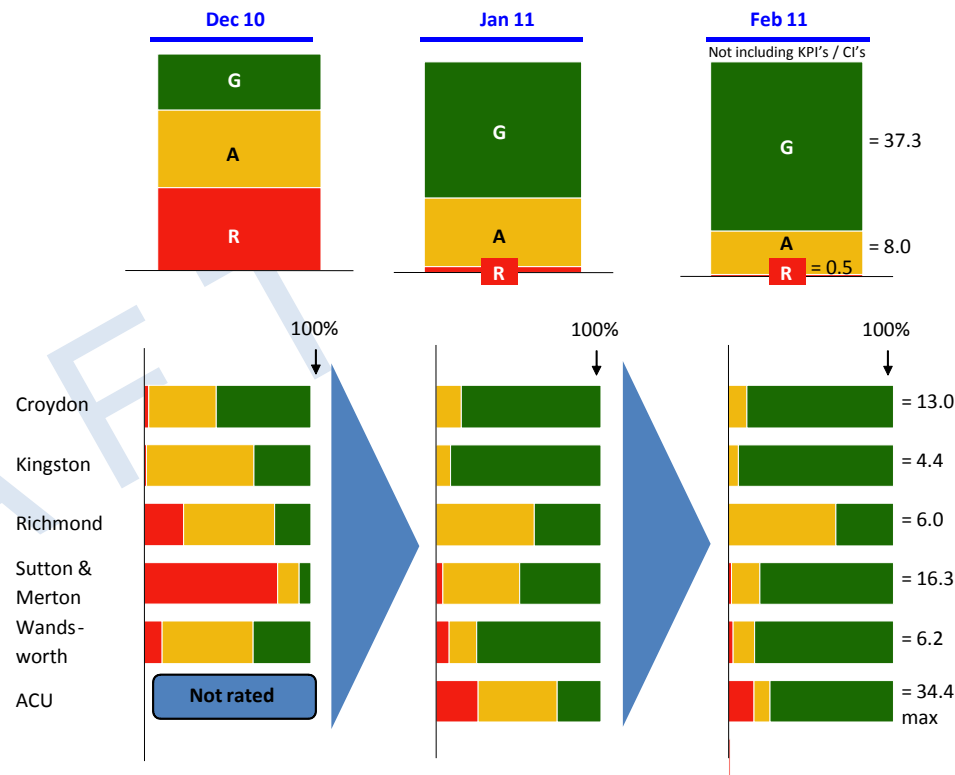 Dec 10
Jan 11
Feb 11
Not including KPI's / CI's
G
A
R
G
A
R
G
= 37.3
A
= 8.0
R
= 0.5
100%
100%
100%
Croydon
= 13.0
Kingston
= 4.4
Richmond
= 6.0
Sutton &
Merton
= 16.3
Wands-
worth
= 6.2
ACU
Not rated
= 34.4
max
AFT